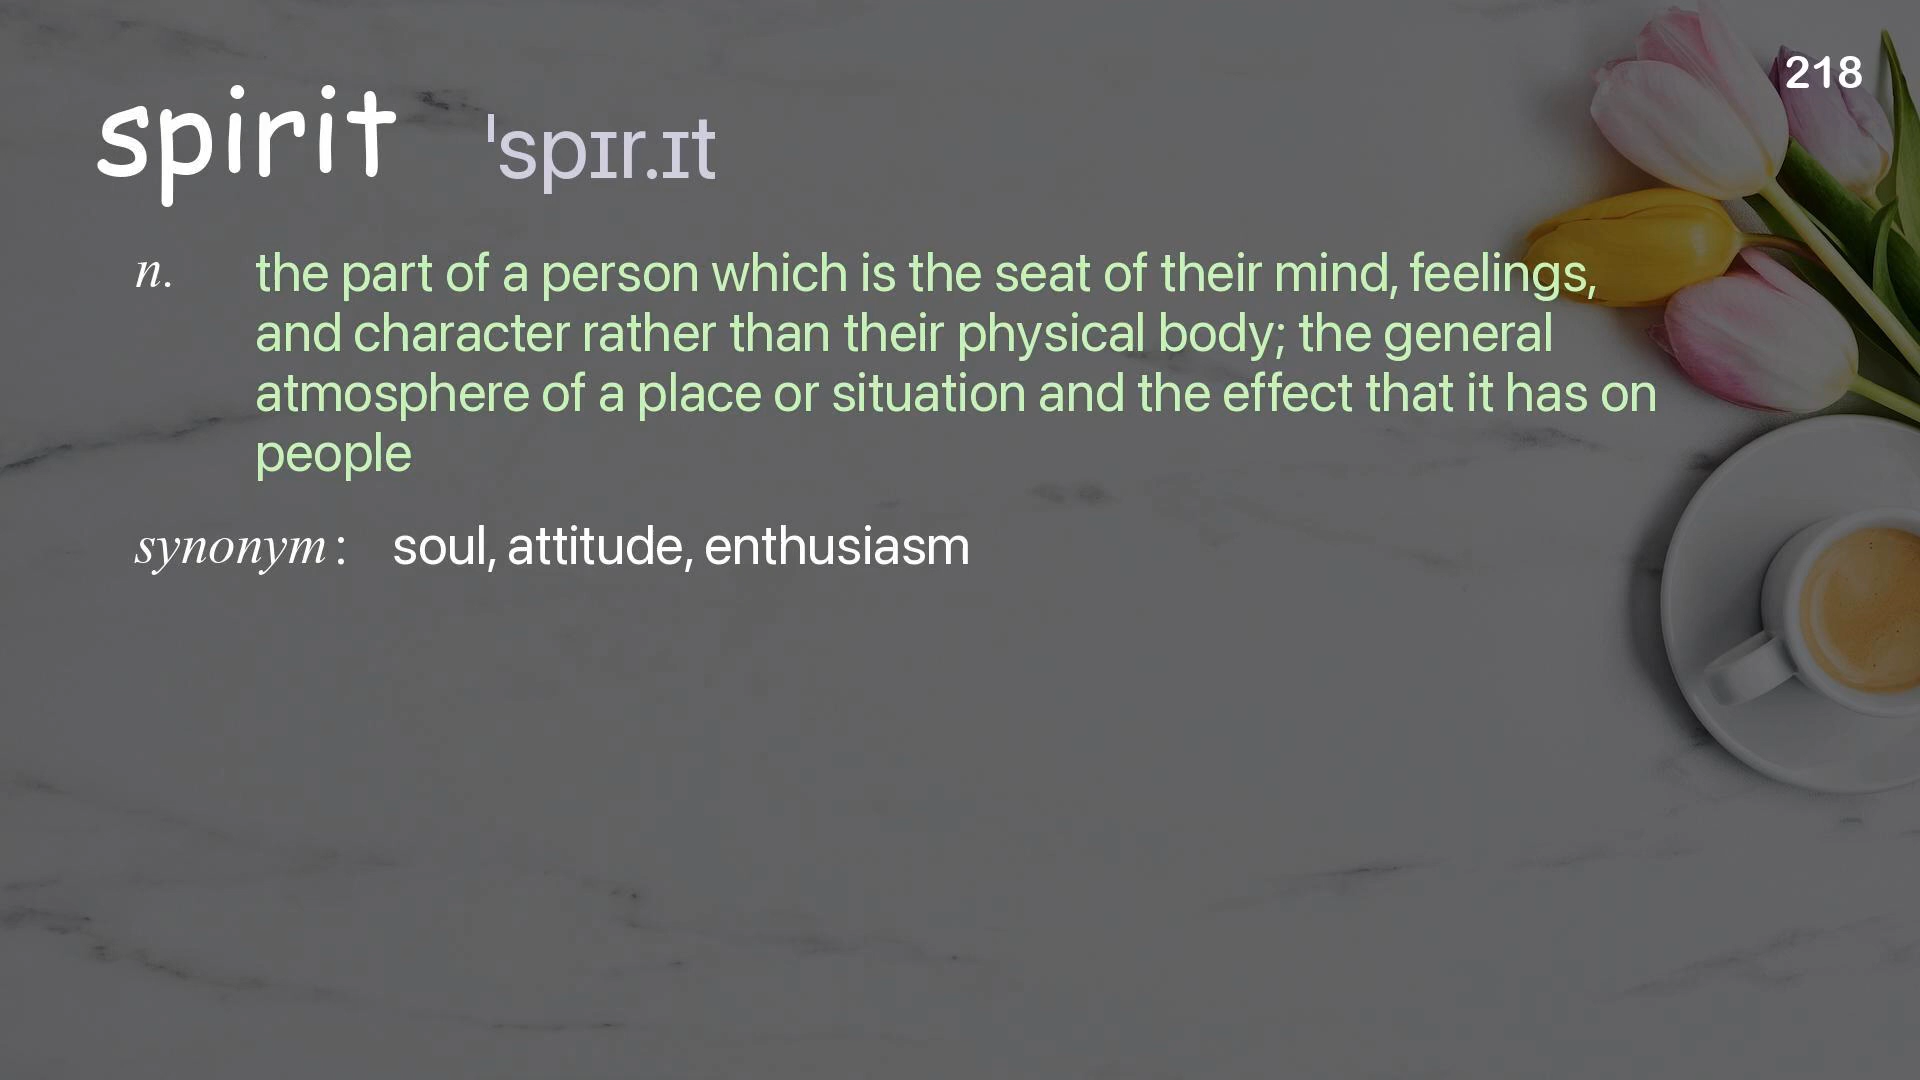 218
spirit ˈspɪr.ɪt
n. the part of a person which is the seat of their mind, feelings,
and character rather than their physical body; the general
atmosphere of a place or situation and the effect that it has on
people
synonym: soul, attitude, enthusiasm